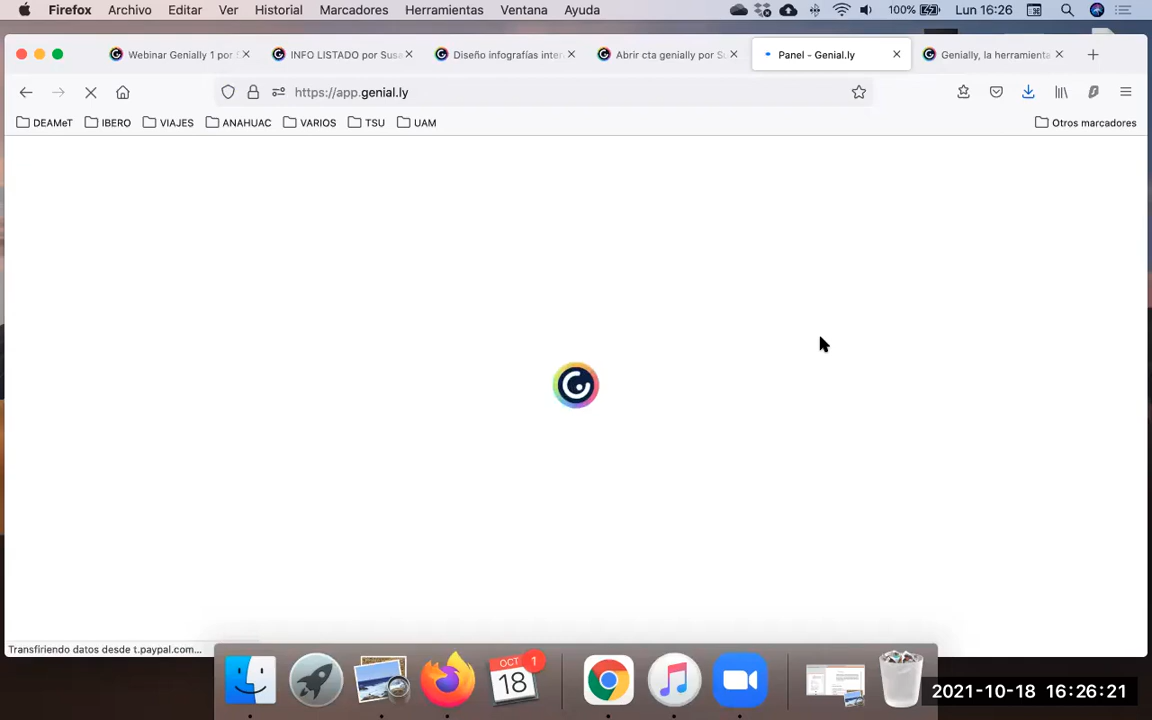 Firefox Archivo Editar Ver Historial Marcadores Herramientas Ventana Ayuda 100% Lun 16:26
Webinar Genially 1 por INFO LISTADO por Susa Diseño infografías inter Abrir cta genially por Su Panel - Genial.ly Genially, la herramienta
https://app.genial.ly
DEAMeT IBERO VIAJES ANAHUAC VARIOS TSU UAM Otros marcadores
Transfiriendo datos desde t.paypal.com...
OCT 1
18
2021-10-18 16:26:21